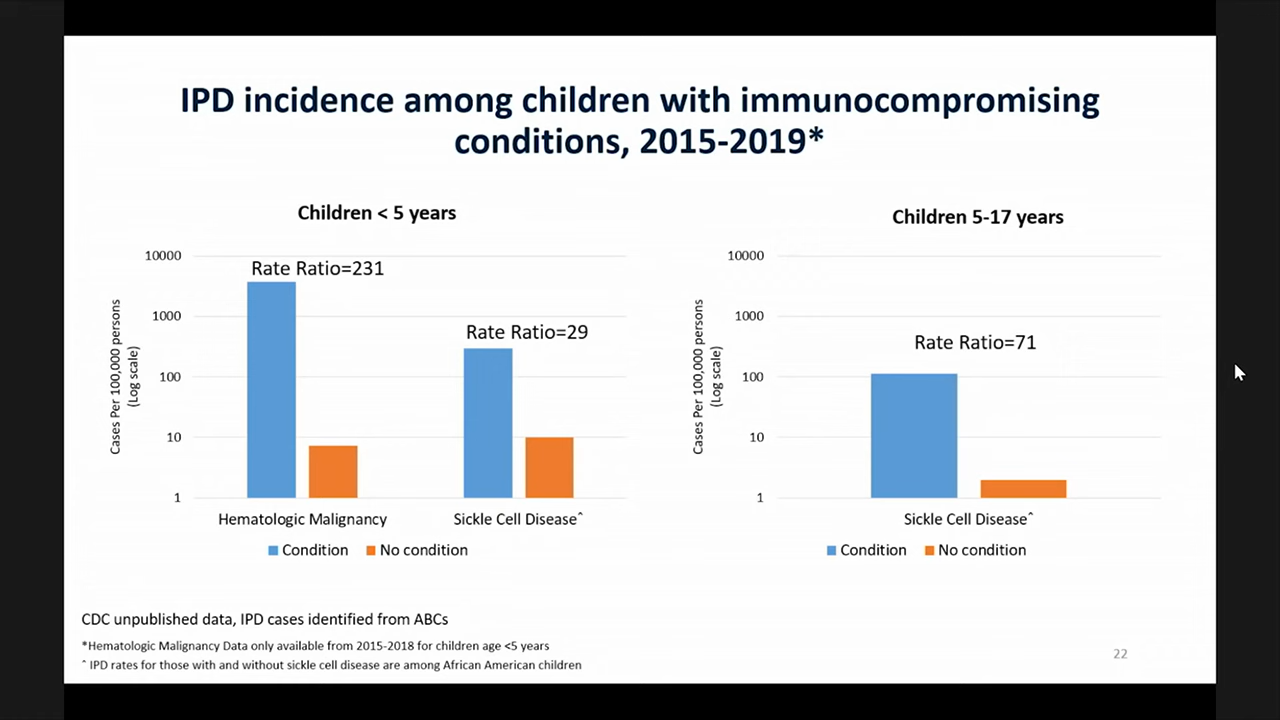 IPD incidence among children with immunocompromising
conditions, 2015-2019*
Children < 5 years
Cases Per 100,000 persons
(Log scale)
10000
1000
100
10
1
Rate Ratio=231
Rate Ratio=29
Hematologic Malignancy
Sickle Cell Diseaseˆ
Condition
No condition
Children 5-17 years
Cases Per 100,000 persons
(Log scale)
10000
1000
100
10
1
Rate Ratio=71
Sickle Cell Diseaseˆ
Condition
No condition
CDC unpublished data, IPD cases identified from ABCs
*Hematologic Malignancy Data only available from 2015-2018 for children age <5 years
ˆ IPD rates for those with and without sickle cell disease are among African American children
22